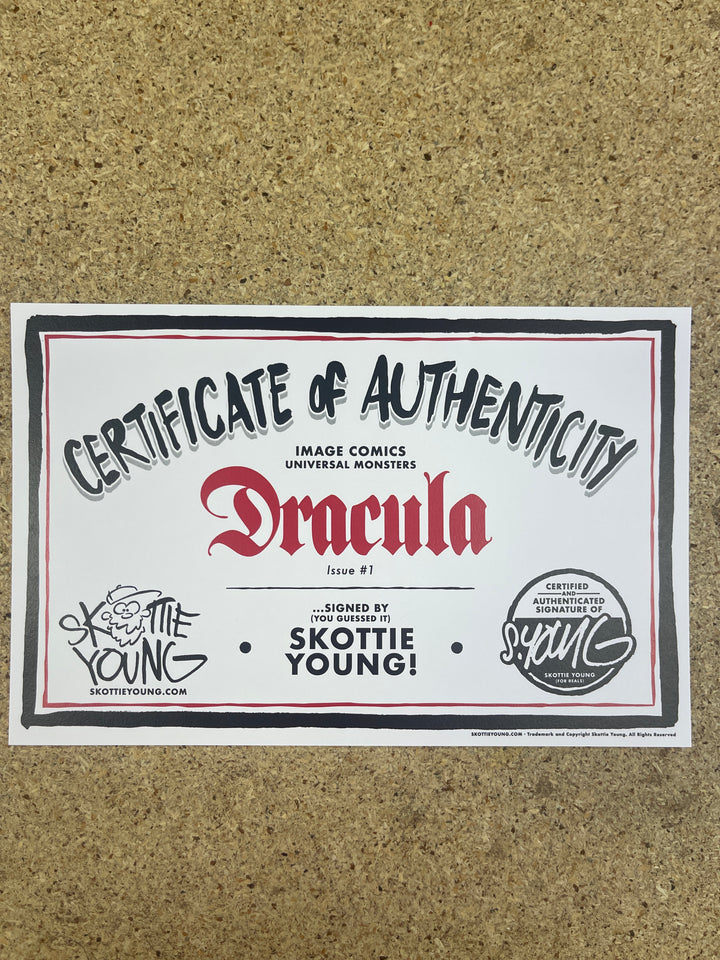 CERTIFICATE OF AUTHENTICITY
IMAGE COMICS
UNIVERSAL MONSTERS
Dracula
Issue #1
...SIGNED BY
(YOU GUESSED IT)
• SKOTTIE •
YOUNG!
SKOTTIE
YOUNG
SKOTTIEYOUNG.COM
CERTIFIED
—AND—
AUTHENTICATED
SIGNATURE OF
S.YOUNG
SKOTTIE YOUNG
(FOR REALS)
SKOTTIEYOUNG.COM · Trademark and Copyright Skottie Young. All Rights Reserved